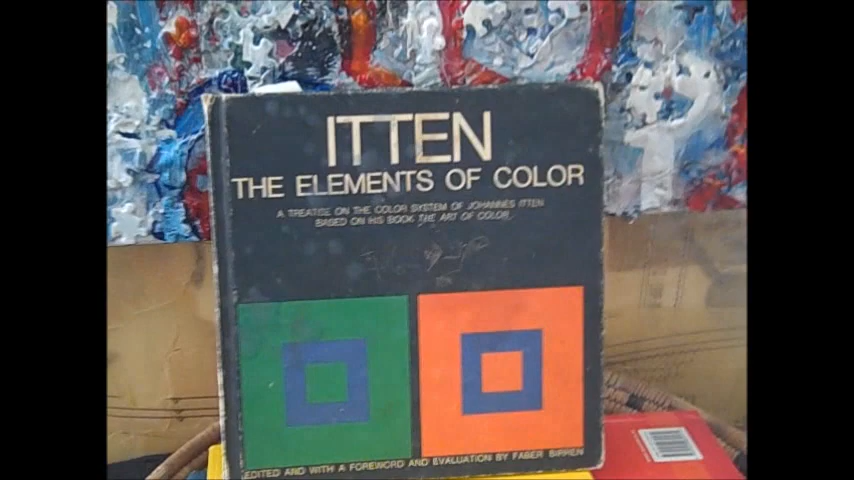 ITTEN
THE ELEMENTS OF COLOR
A TREATISE ON THE COLOR SYSTEM OF JOHANNES ITTEN
BASED ON HIS BOOK THE ART OF COLOR
EDITED AND WITH A FOREWORD AND EVALUATION BY FABER BIRREN